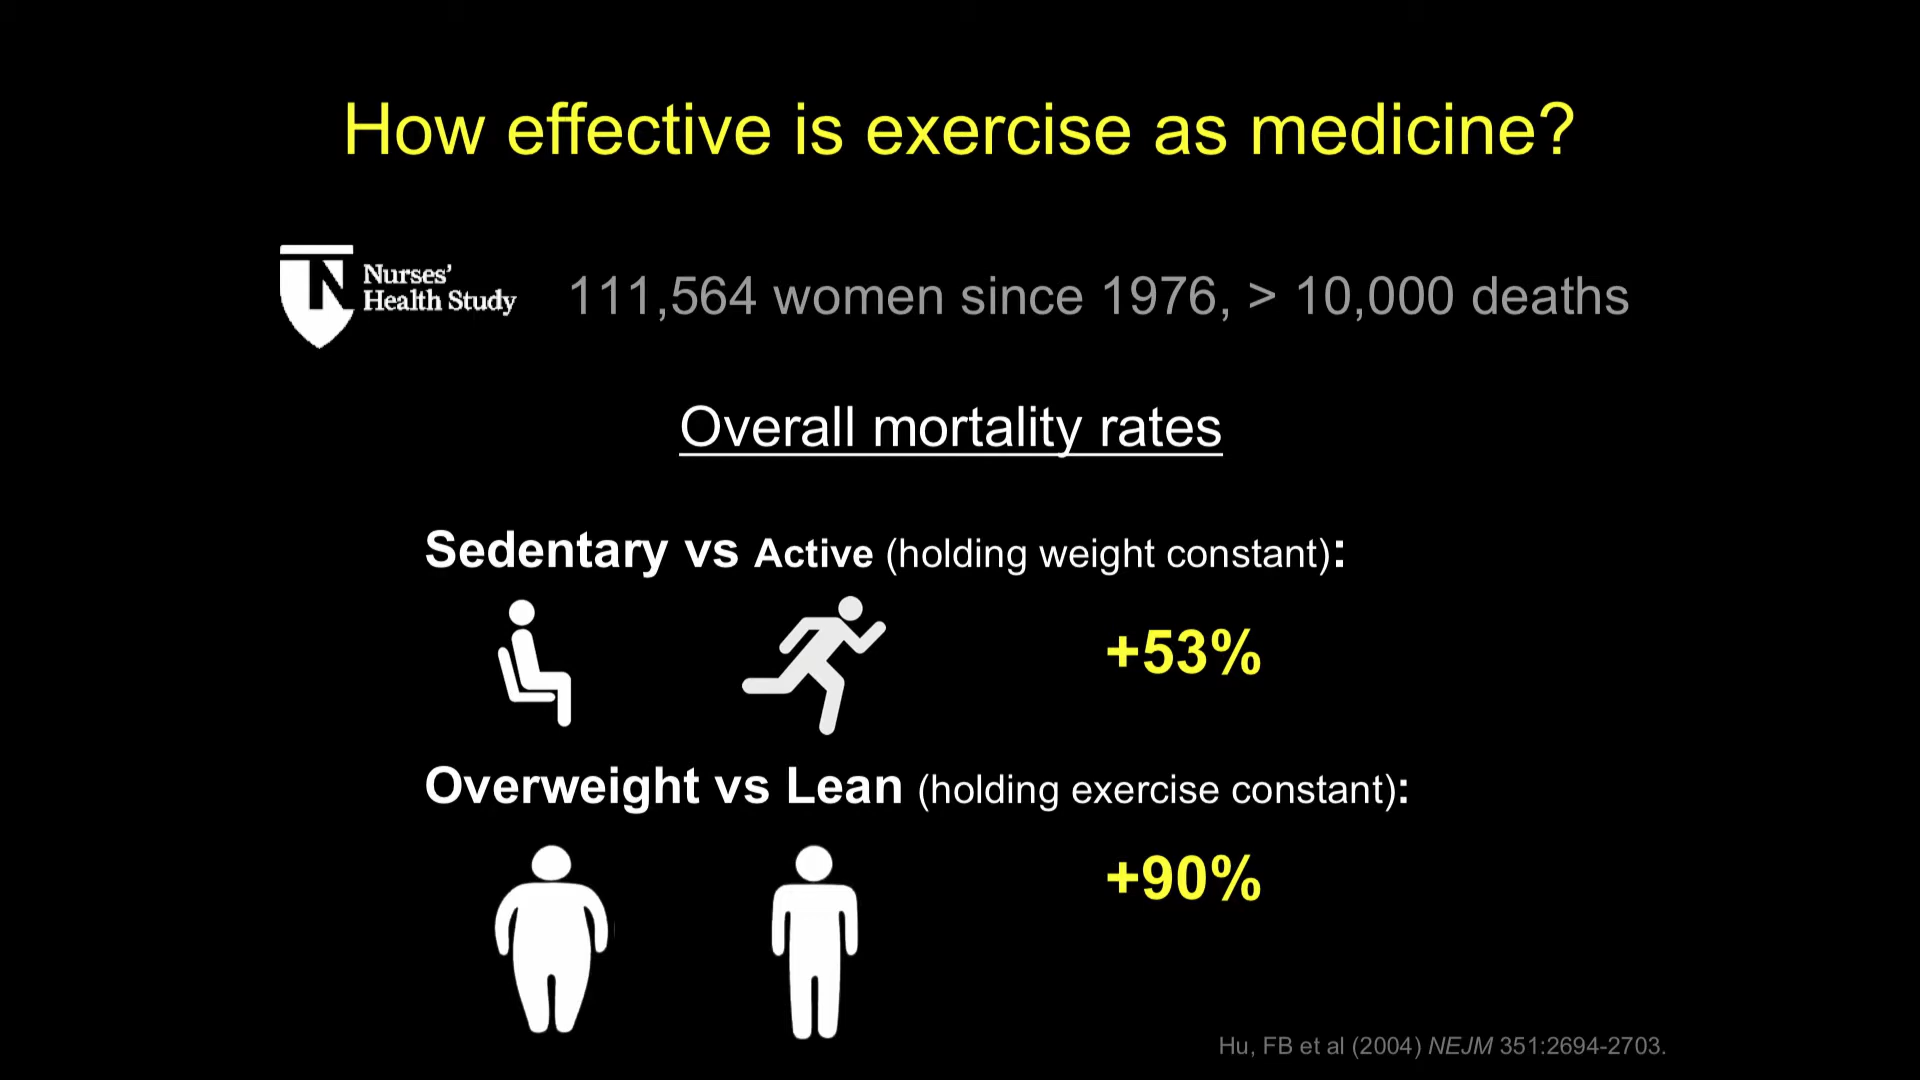 How effective is exercise as medicine?
Nurses'
Health Study
111,564 women since 1976, > 10,000 deaths
Overall mortality rates
Sedentary vs Active (holding weight constant):
+53%
Overweight vs Lean (holding exercise constant):
+90%
Hu, FB et al (2004) NEJM 351:2694-2703.